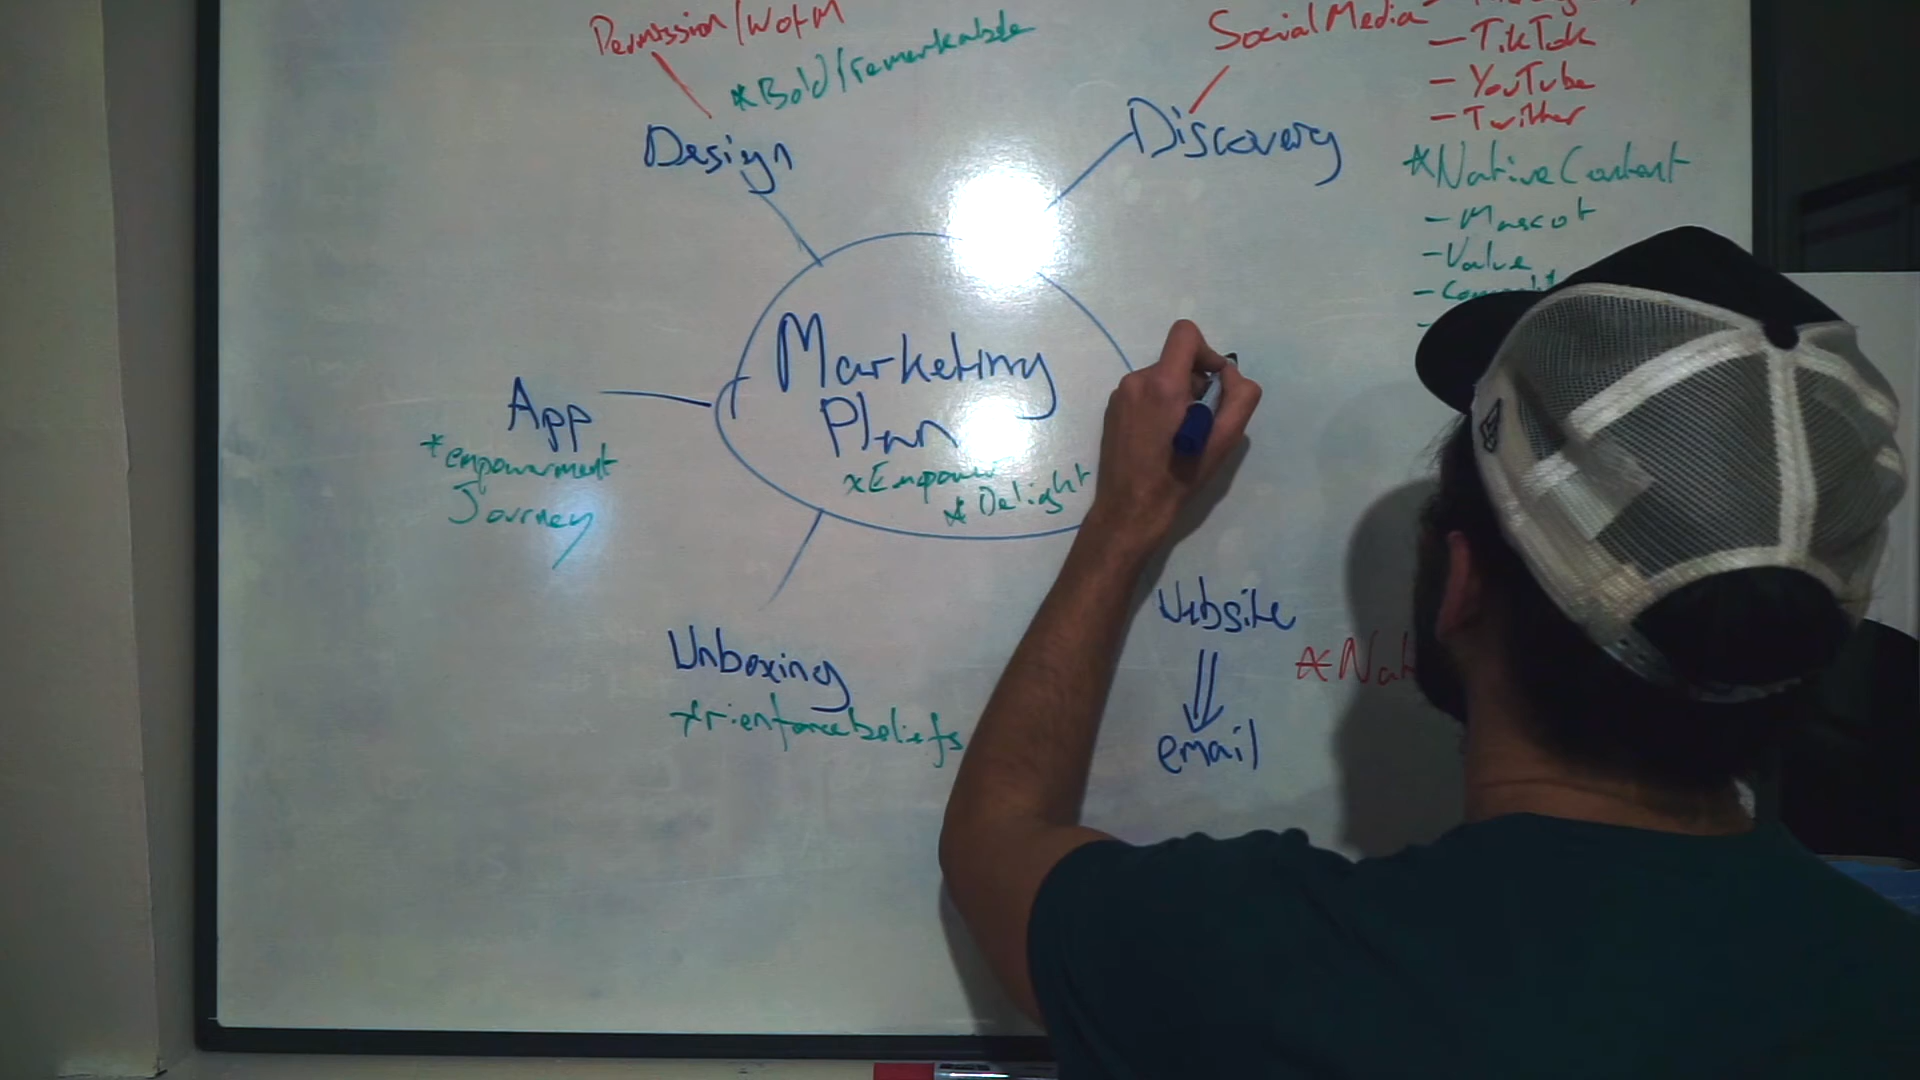 Permission/WofM
*Bold/remarkable
Design
Social Media
- TikTok
- YouTube
- Twitter
Discovery
*Native Content
- Mascot
- Value
Marketing
Plan
*Empower
*Delight
App
*empowerment
Journey
Unboxing
*rienforce beliefs
Website
email